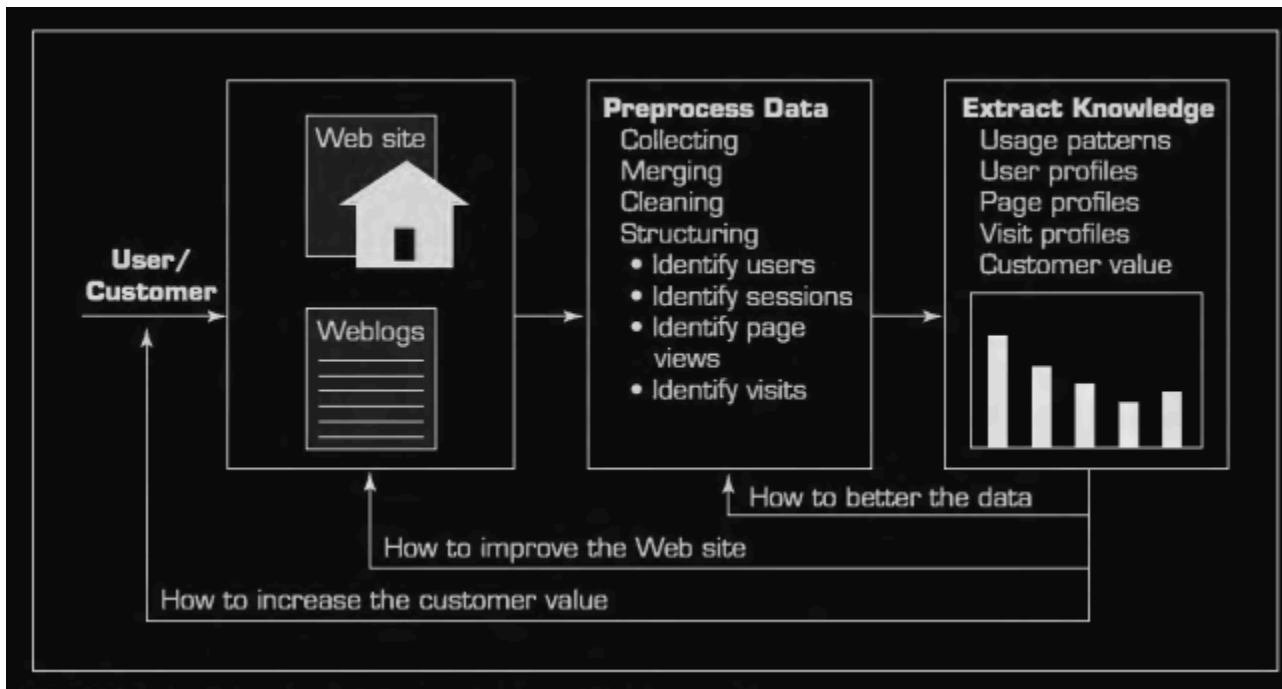 User/
Customer
Web site
Weblogs
Preprocess Data
Collecting
Merging
Cleaning
Structuring
• Identify users
• Identify sessions
• Identify page
views
• Identify visits
Extract Knowledge
Usage patterns
User profiles
Page profiles
Visit profiles
Customer value
How to better the data
How to improve the Web site
How to increase the customer value